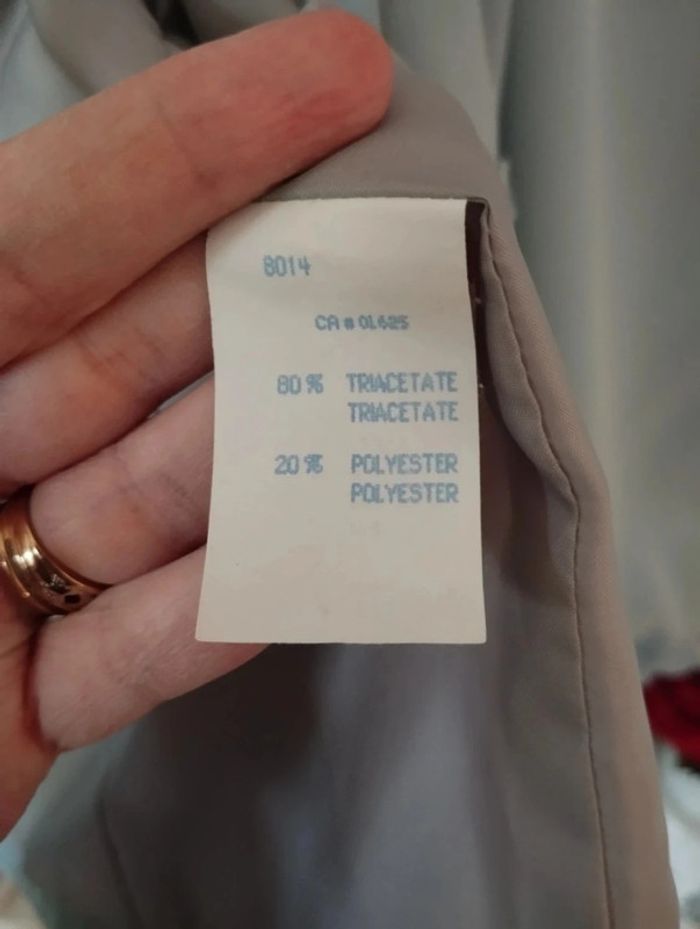 8014
CA # 01625
80% TRIACETATE
TRIACETATE
20% POLYESTER
POLYESTER